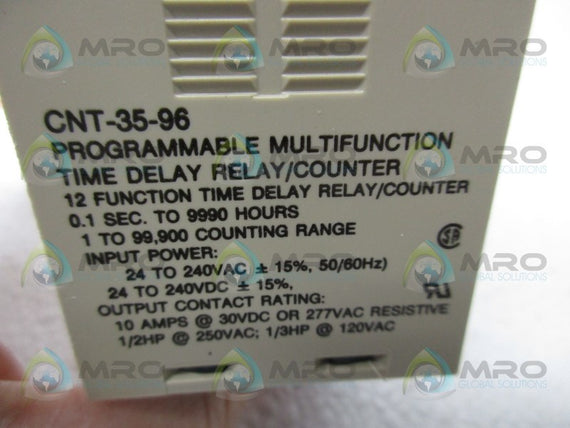 CNT-35-96
PROGRAMMABLE MULTIFUNCTION
TIME DELAY RELAY/COUNTER
12 FUNCTION TIME DELAY RELAY/COUNTER
0.1 SEC. TO 9990 HOURS
1 TO 99,900 COUNTING RANGE
INPUT POWER:
24 TO 240VAC ± 15%, 50/60Hz)
24 TO 240VDC ± 15%,
OUTPUT CONTACT RATING:
10 AMPS @ 30VDC OR 277VAC RESISTIVE
1/2HP @ 250VAC; 1/3HP @ 120VAC
MRO
GLOBAL SOLUTIONS